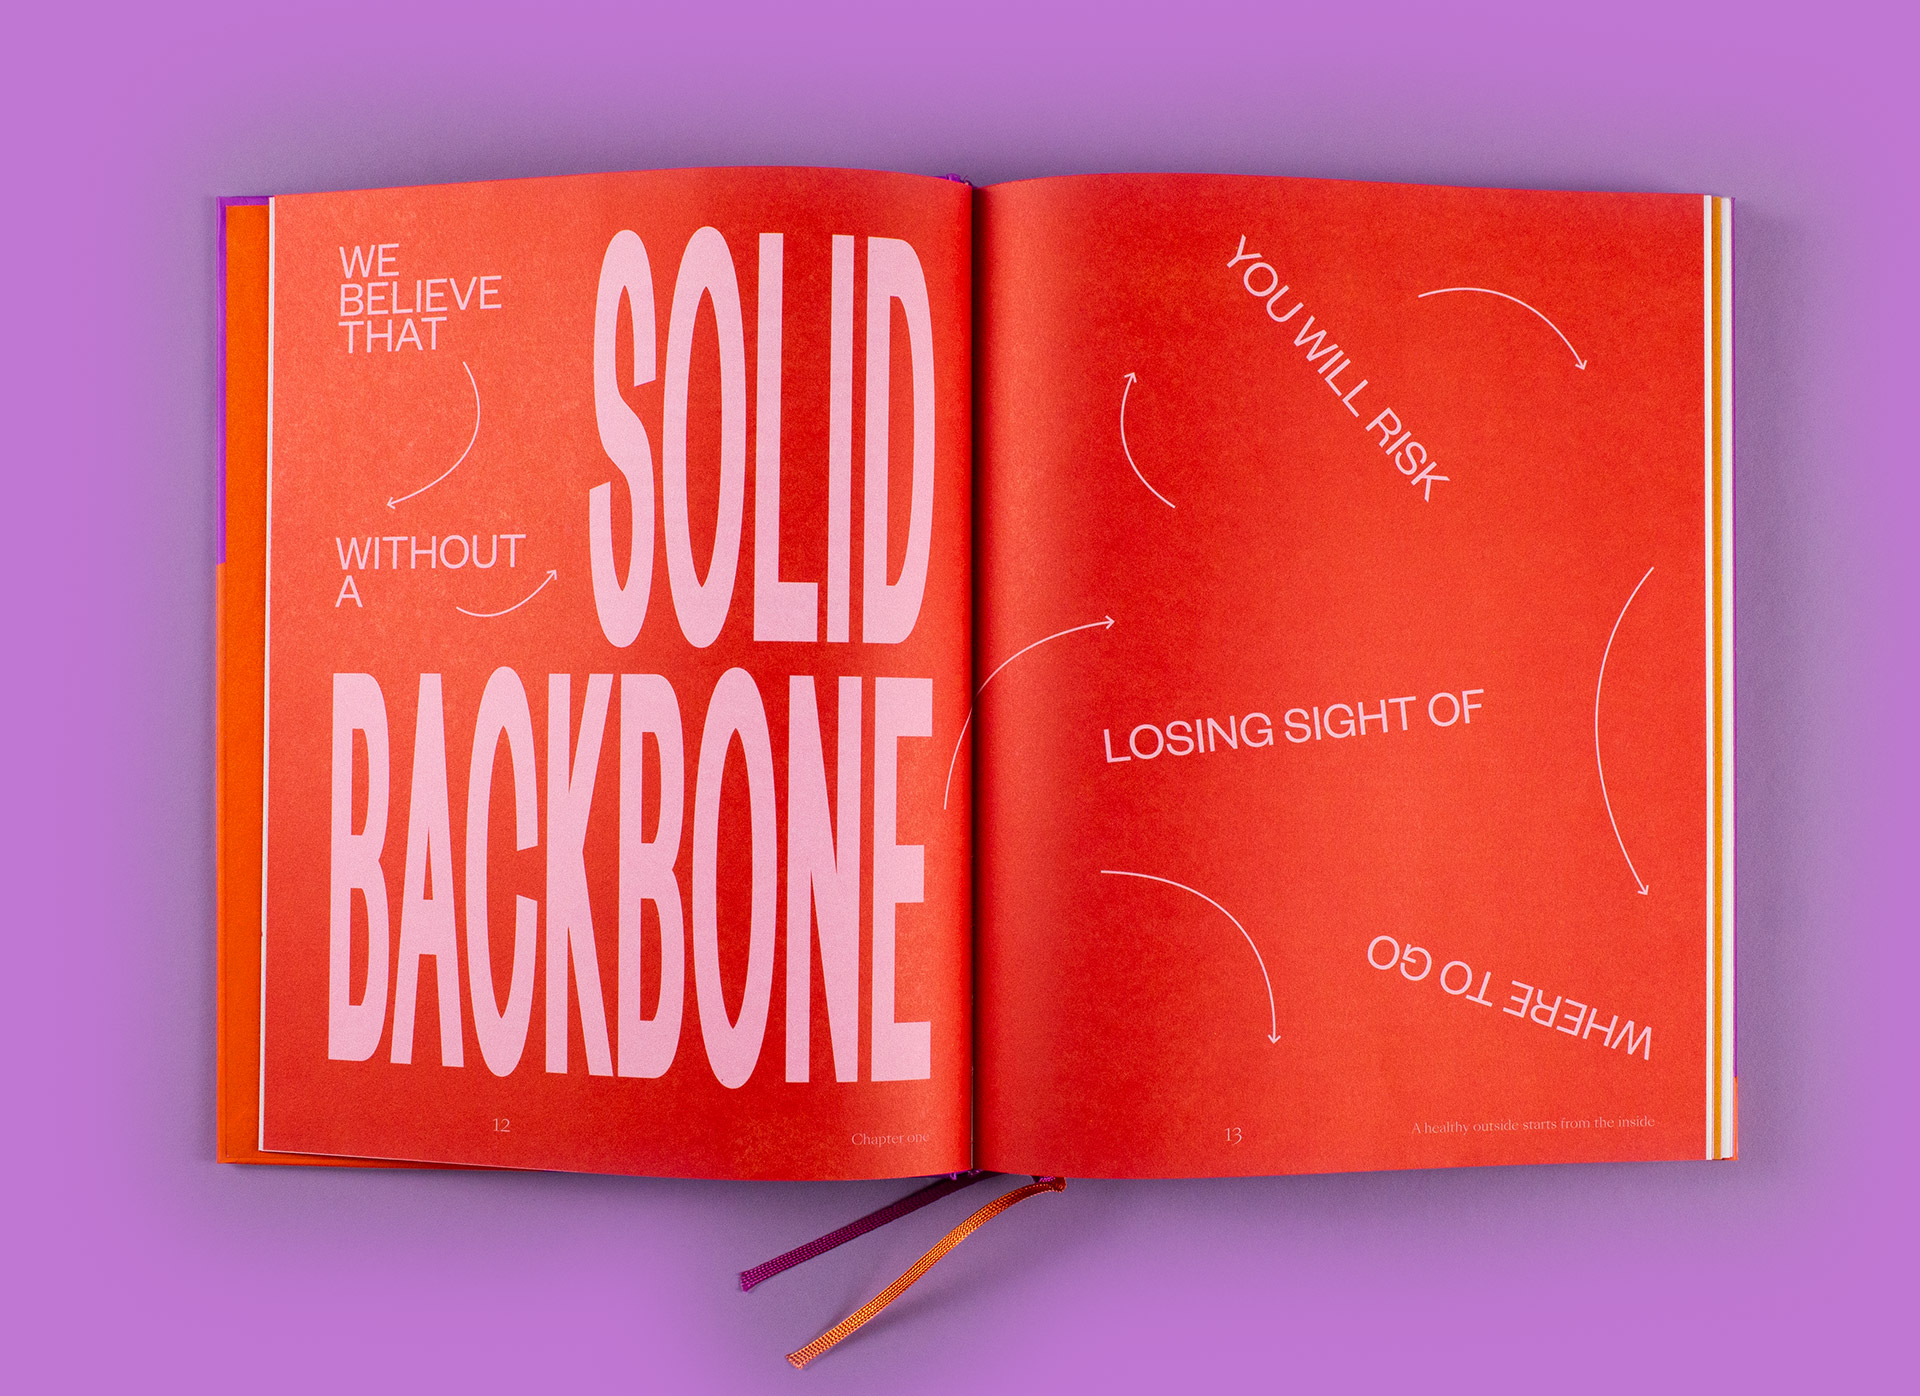 WE
BELIEVE
THAT
WITHOUT
A
SOLID
BACKBONE
12
Chapter one
YOU WILL RISK
LOSING SIGHT OF
WHERE TO GO
13
A healthy outside starts from the inside